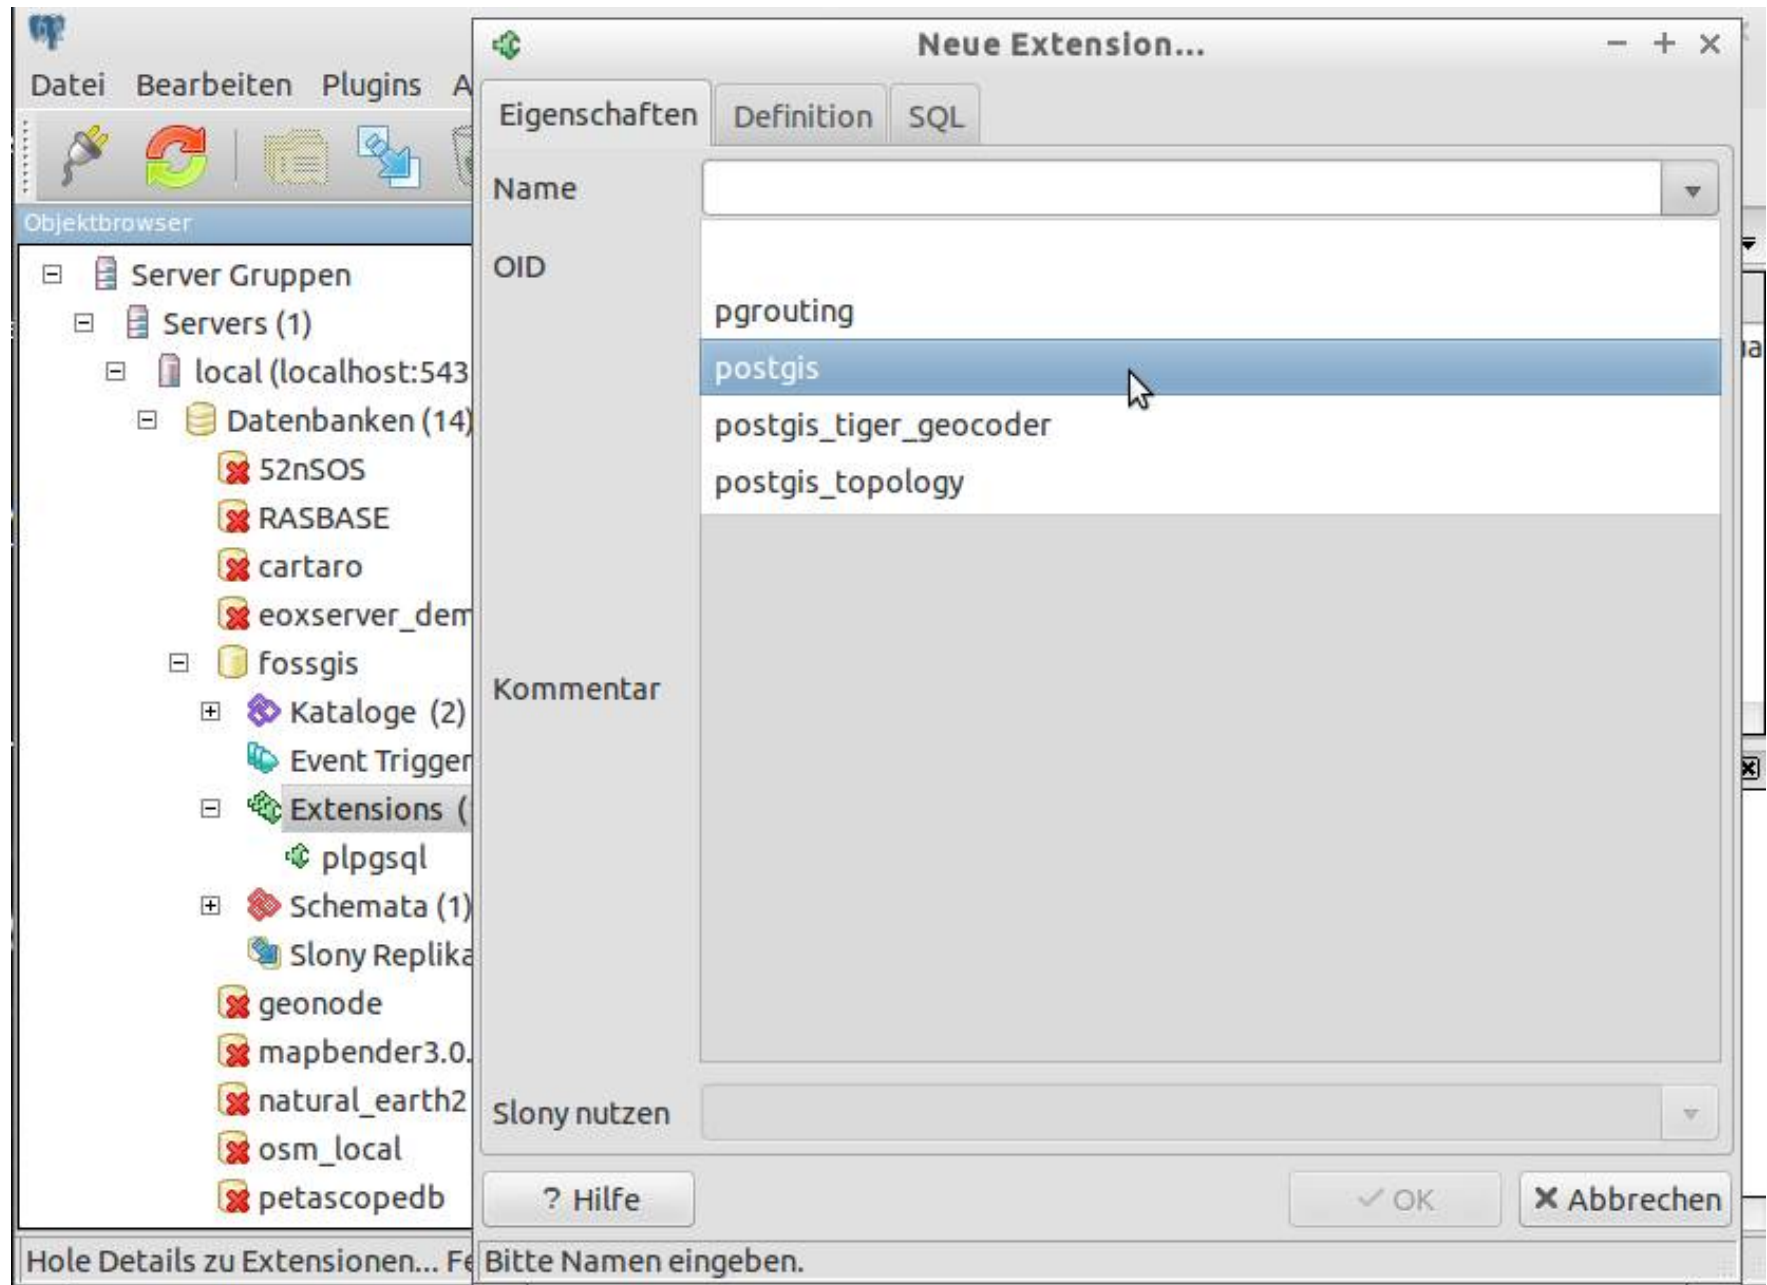 Neue Extension...
Datei Bearbeiten Plugins
Eigenschaften Definition SQL
Name
Objektbrowser
OID
Server Gruppen
Servers (1)
local (localhost:543
Datenbanken (14)
52nSOS
RASBASE
cartaro
eoxserver_dem
fossgis
Kataloge (2)
Event Trigger
Extensions (
plpgsql
Schemata (1)
Slony Replika
geonode
mapbender3.0.
natural_earth2
osm_local
petascopedb
pgrouting
postgis
postgis_tiger_geocoder
postgis_topology
Kommentar
Slony nutzen
? Hilfe
OK
Abbrechen
Hole Details zu Extensionen...
Bitte Namen eingeben.